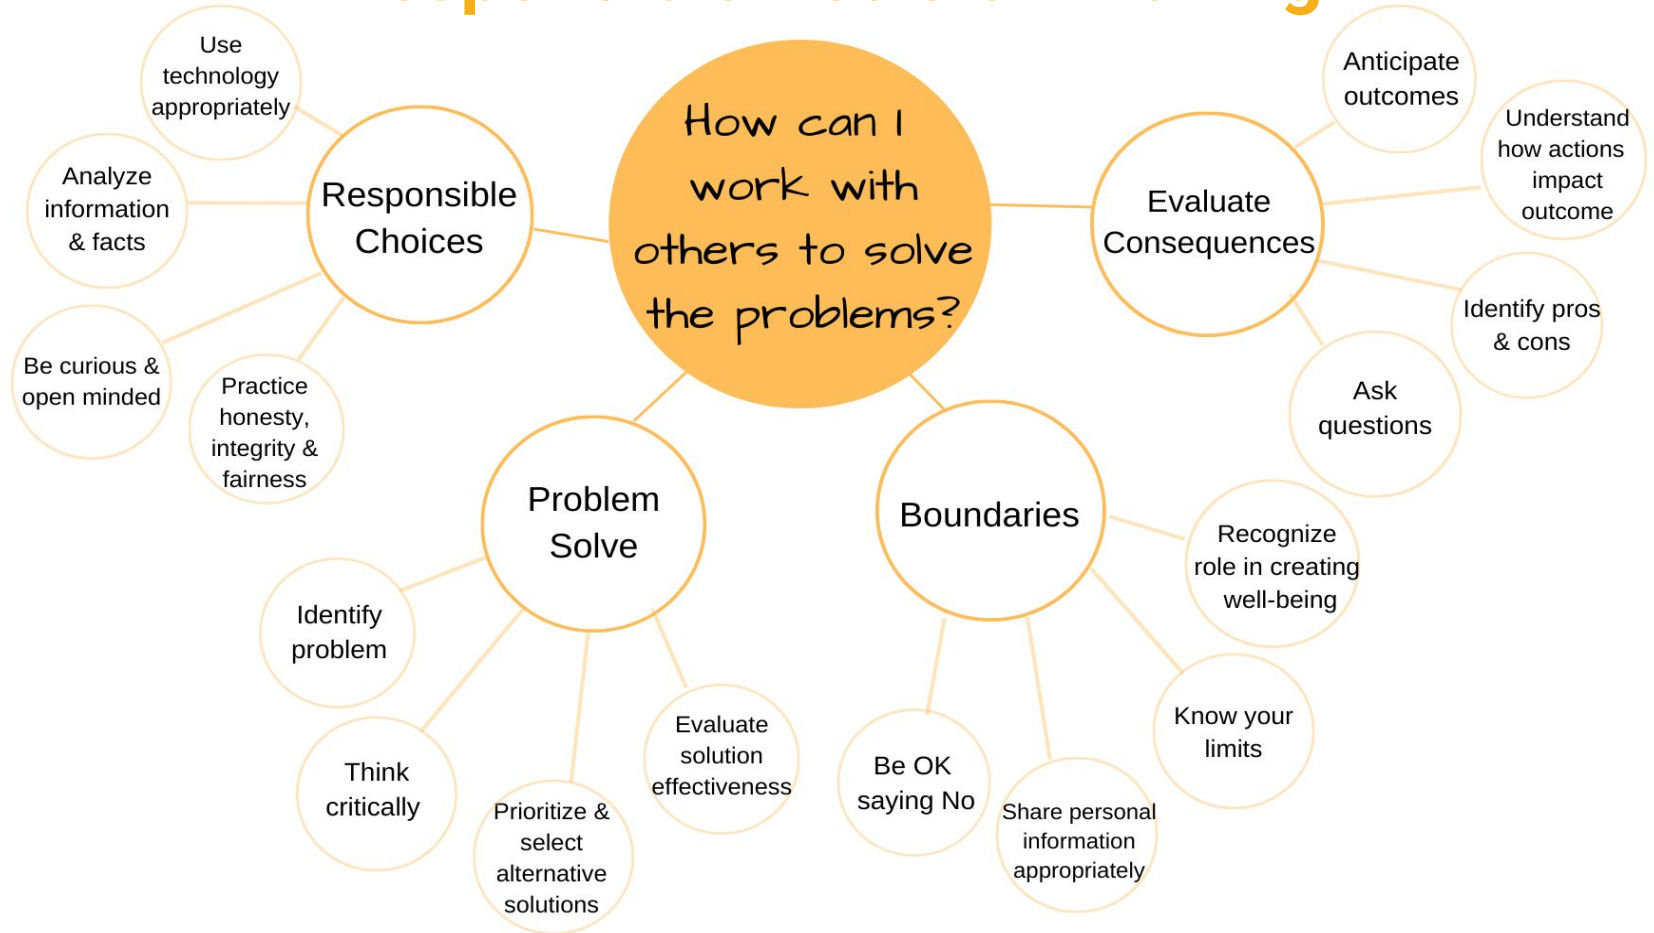 How can I
work with
others to solve
the problems?
Responsible
Choices
Use
technology
appropriately
Analyze
information
& facts
Be curious &
open minded
Practice
honesty,
integrity &
fairness
Evaluate
Consequences
Anticipate
outcomes
Understand
how actions
impact
outcome
Identify pros
& cons
Ask
questions
Problem
Solve
Identify
problem
Think
critically
Prioritize &
select
alternative
solutions
Evaluate
solution
effectiveness
Boundaries
Recognize
role in creating
well-being
Know your
limits
Share personal
information
appropriately
Be OK
saying No